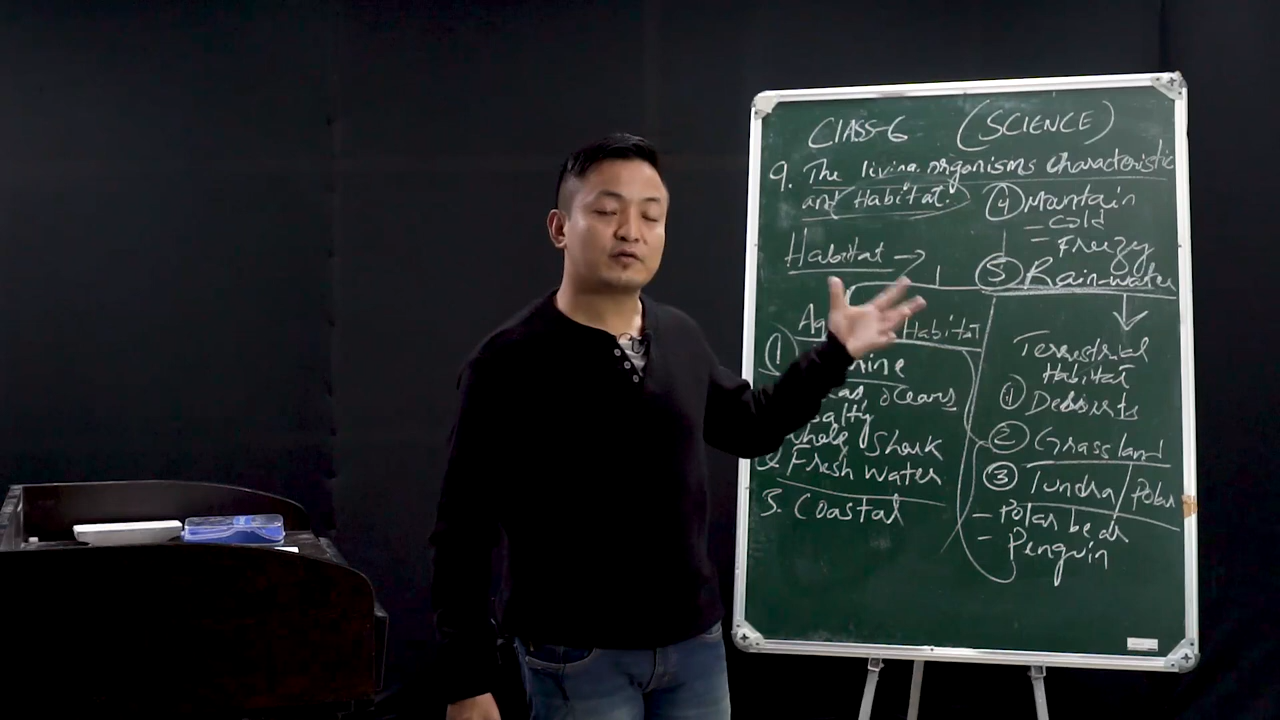 CLASS-6 (SCIENCE)
9. The living organisms characteristic
and Habitat.
Habitat →
Habitat
1
seas, oceans
Salty
Whale, Shark
2 Fresh water
3. Coastal
4 Mountain
- Cold
- Freezy
5 Rain-water
Terrestrial
Habitat
1
2 Grassland
3 Tundra/Polar
- Polar bear
- Penguin